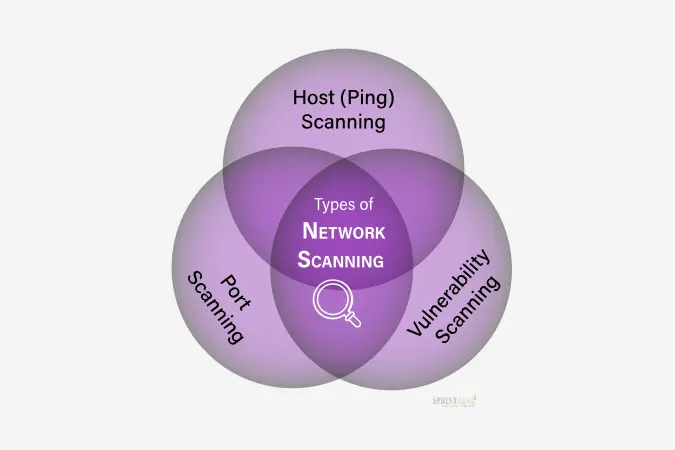 Host (Ping)
Scanning
Types of
NETWORK
SCANNING
Port
Scanning
Vulnerability
Scanning